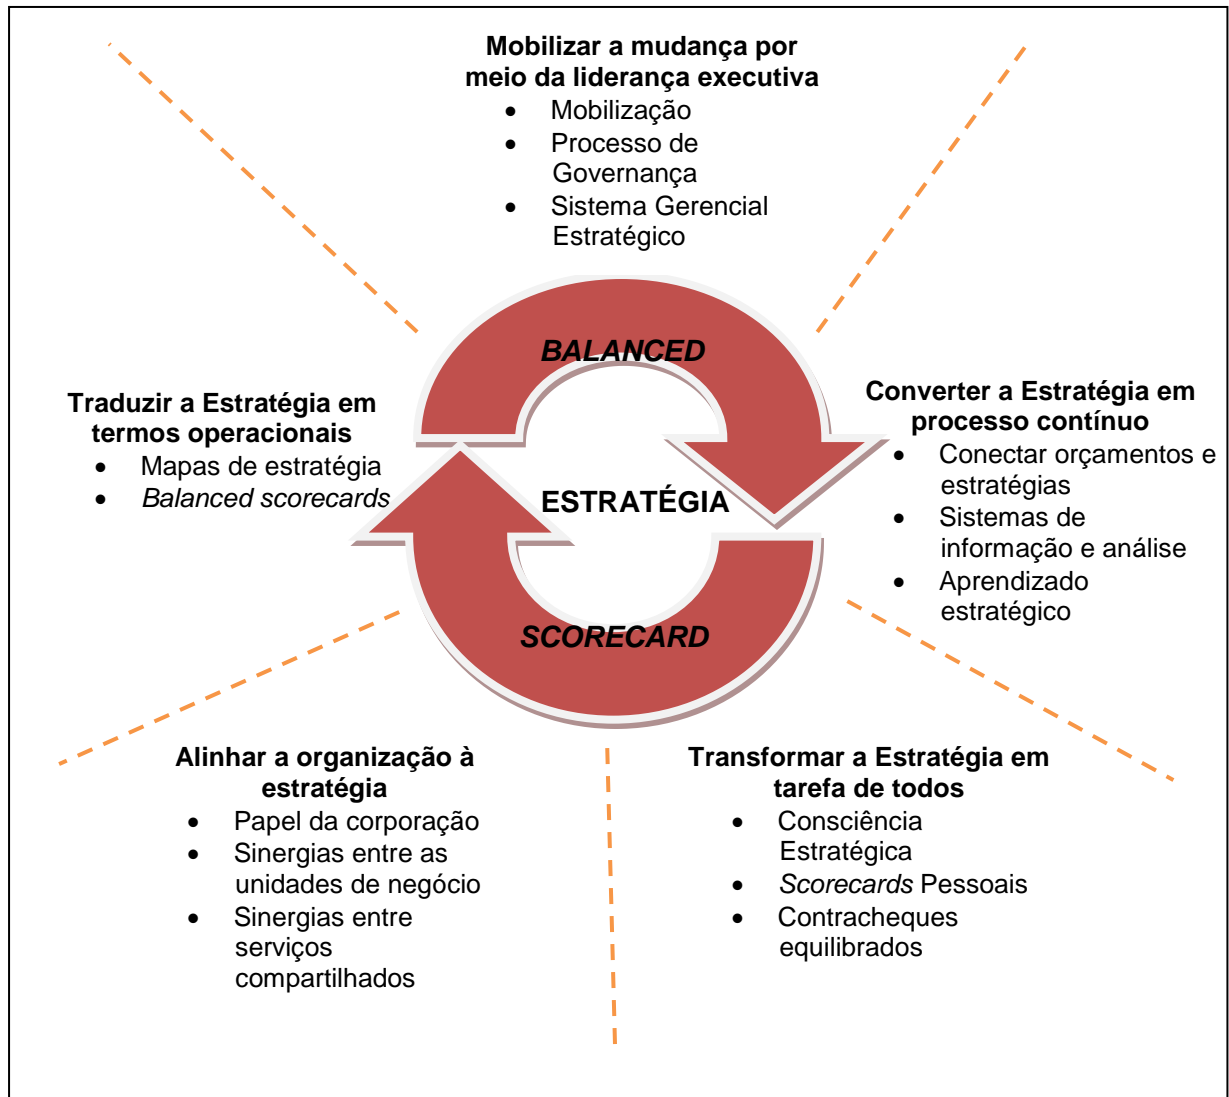 Mobilizar a mudança por
meio da liderança executiva
• Mobilização
• Processo de
Governança
• Sistema Gerencial
Estratégico
BALANCED
Traduzir a Estratégia em
termos operacionais
• Mapas de estratégia
• Balanced scorecards
Converter a Estratégia em
processo contínuo
• Conectar orçamentos e
estratégias
• Sistemas de
informação e análise
• Aprendizado
estratégico
ESTRATÉGIA
SCORECARD
Alinhar a organização à
estratégia
• Papel da corporação
• Sinergias entre as
unidades de negócio
• Sinergias entre
serviços
compartilhados
Transformar a Estratégia em
tarefa de todos
• Consciência
Estratégica
• Scorecards Pessoais
• Contracheques
equilibrados